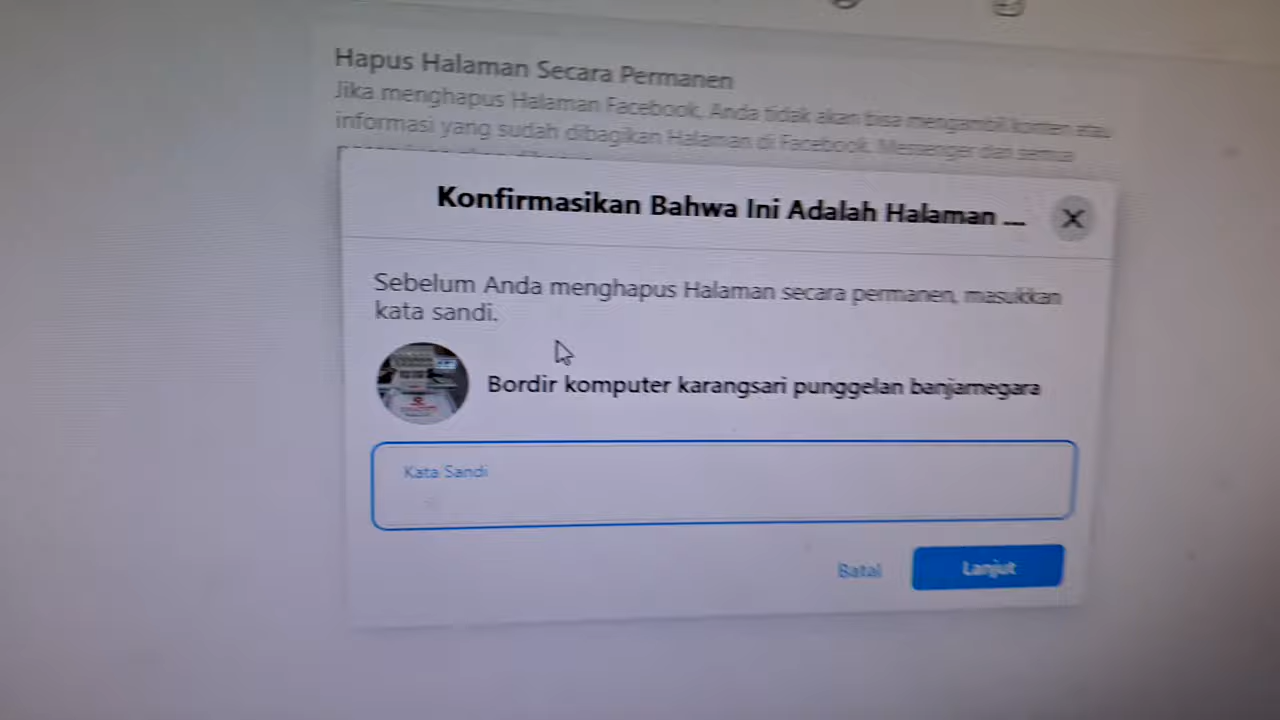 Hapus Halaman Secara Permanen
Jika menghapus Halaman Facebook, Anda tidak akan bisa mengambil konten atau
informasi yang sudah dibagikan Halaman di Facebook, Messenger dan semua
Konfirmasikan Bahwa Ini Adalah Halaman ...
Sebelum Anda menghapus Halaman secara permanen, masukkan
kata sandi.
Bordir komputer karangsari punggelan banjarnegara
Kata Sandi
Batal
Lanjut